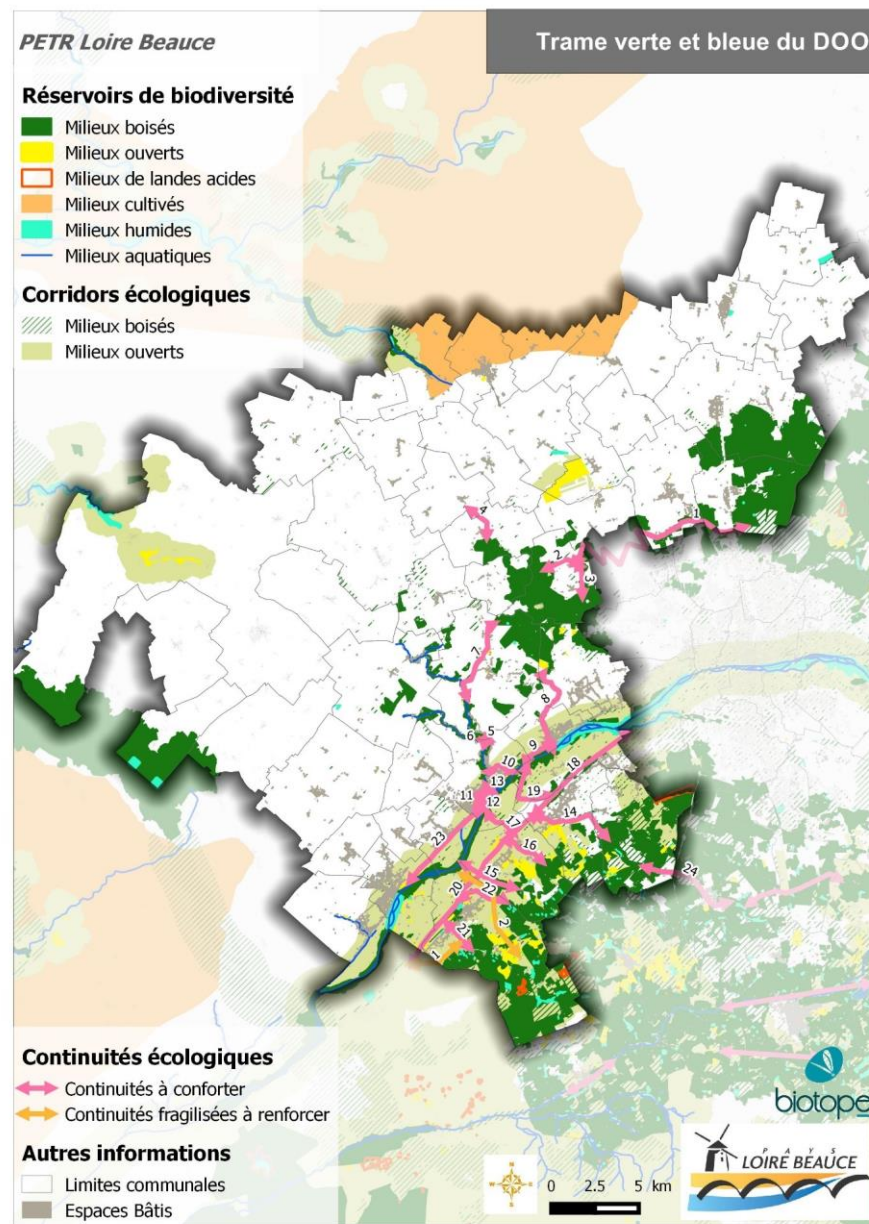 PETR Loire Beauce
Trame verte et bleue du DOO
Réservoirs de biodiversité
Milieux boisés
Milieux ouverts
Milieux de landes acides
Milieux cultivés
Milieux humides
Milieux aquatiques
Corridors écologiques
Milieux boisés
Milieux ouverts
4
1
2
3
7
8
6
5
9
10
18
13
11
12
19
14
17
23
16
15
24
20
22
2
21
1
Continuités écologiques
Continuités à conforter
Continuités fragilisées à renforcer
Autres informations
Limites communales
Espaces Bâtis
N
0 2.5 5 km
biotope
PAYS
LOIRE BEAUCE